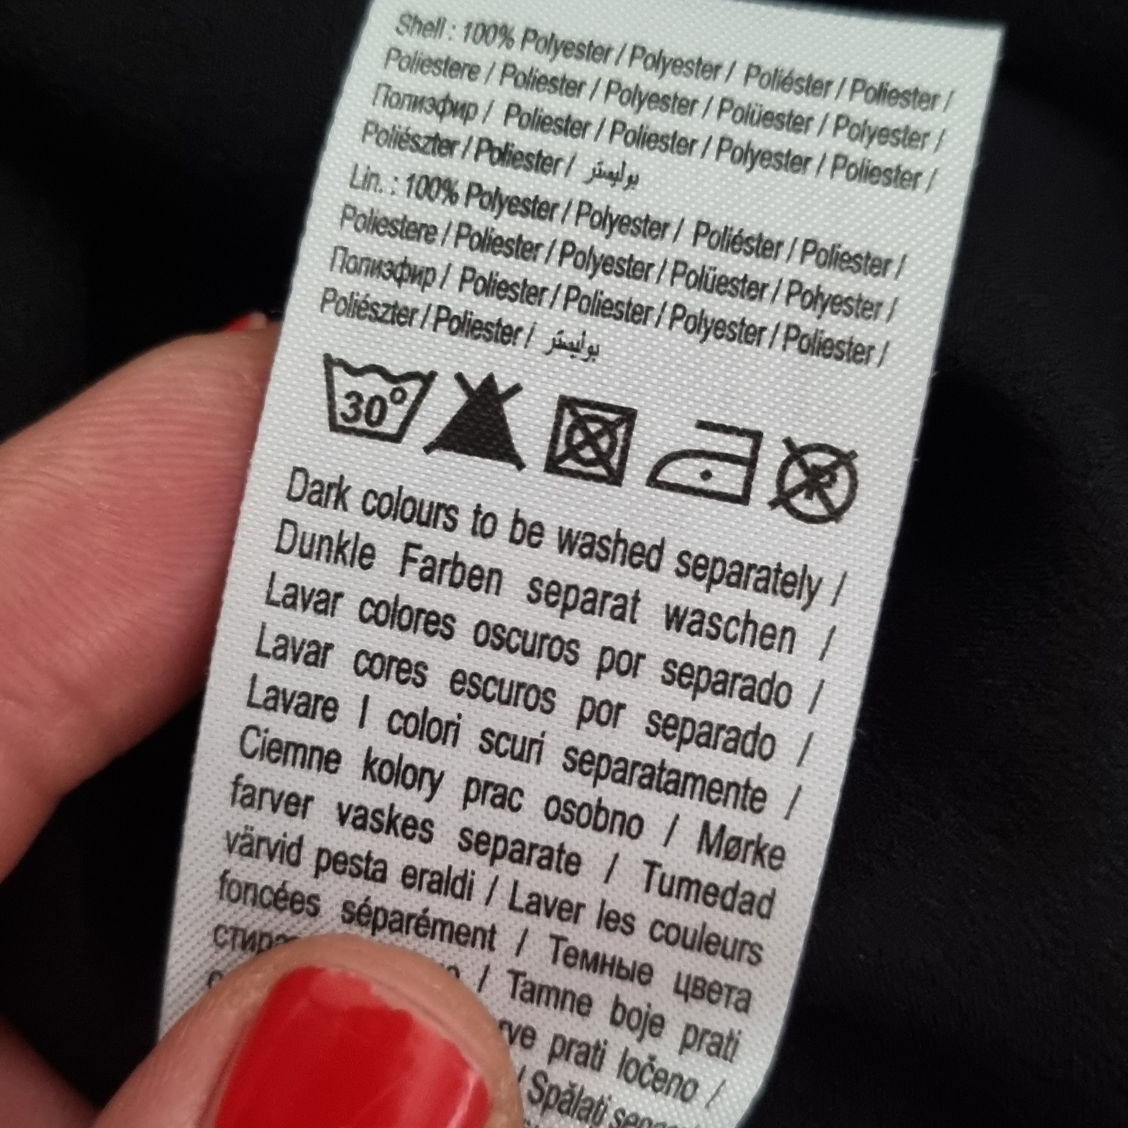 Shell : 100% Polyester / Polyester / Poliéster / Poliester /
Poliestere / Poliester / Polyester / Polüester / Polyester /
Полиэфир / Poliester / Poliester / Polyester / Poliester /
Poliészter / Poliester / بوليستر
Lin. : 100% Polyester / Polyester / Poliéster / Poliester /
Poliestere / Poliester / Polyester / Polüester / Polyester /
Полиэфир / Poliester / Poliester / Polyester / Poliester /
Poliészter / Poliester / بوليستر
30°
Dark colours to be washed separately /
Dunkle Farben separat waschen /
Lavar colores oscuros por separado /
Lavar cores escuros por separado /
Lavare I colori scuri separatamente /
Ciemne kolory prac osobno / Mørke
farver vaskes separate / Tumedad
värvid pesta eraldi / Laver les couleurs
foncées séparément / Темные цвета
/ Tamne boje prati
prati ločeno /
/ Spălați